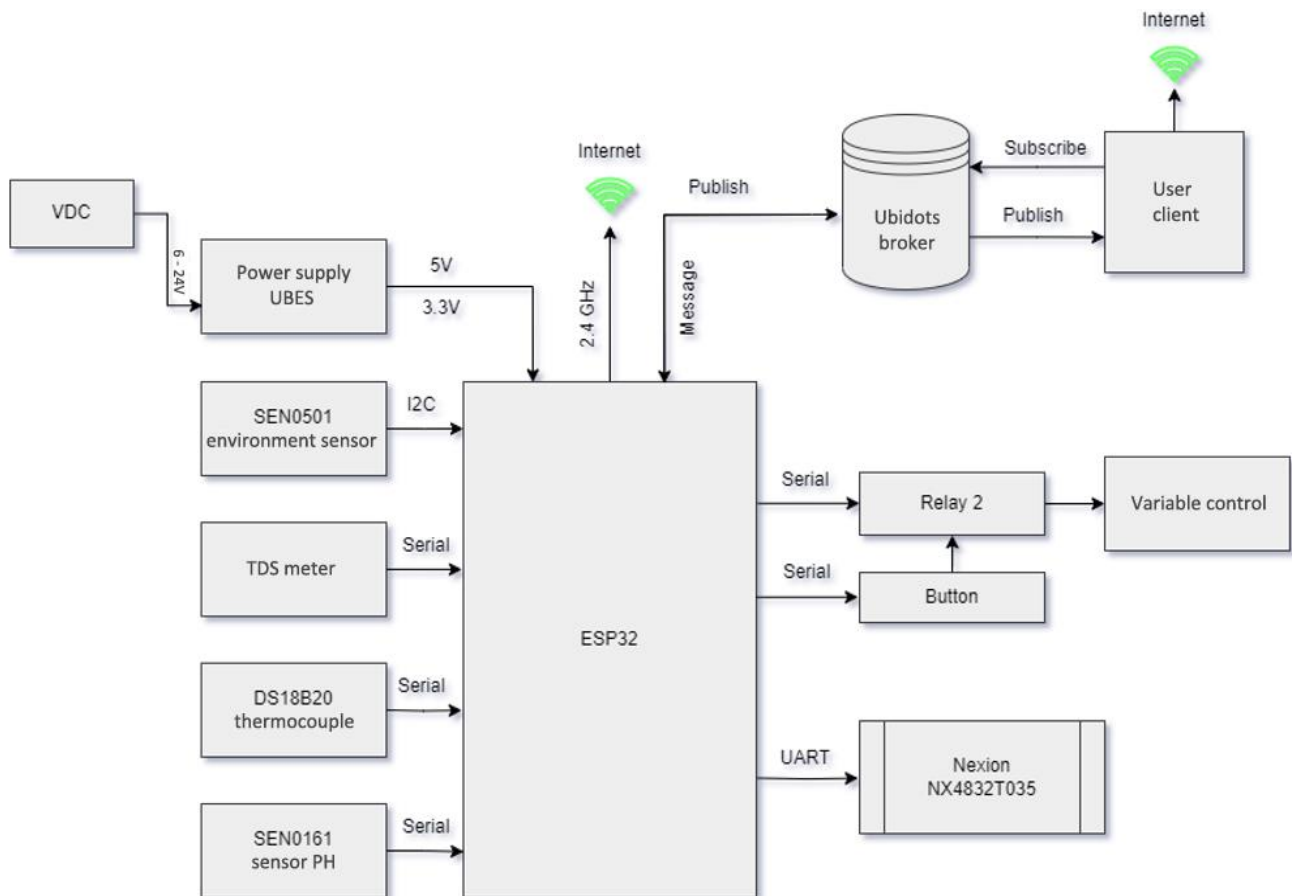 Internet
Internet
Subscribe
Publish
User
client
Ubidots
broker
Publish
VDC
6 - 24V
Power supply
UBES
5V
3.3V
2.4 GHz
Message
SEN0501
environment sensor
I2C
TDS meter
Serial
DS18B20
thermocouple
Serial
SEN0161
sensor PH
Serial
ESP32
Serial
Relay 2
Variable control
Serial
Button
UART
Nexion
NX4832T035